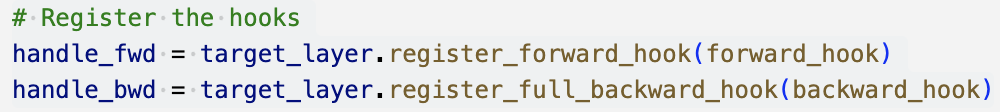 # Register the hooks
handle_fwd = target_layer.register_forward_hook(forward_hook)
handle_bwd = target_layer.register_full_backward_hook(backward_hook)